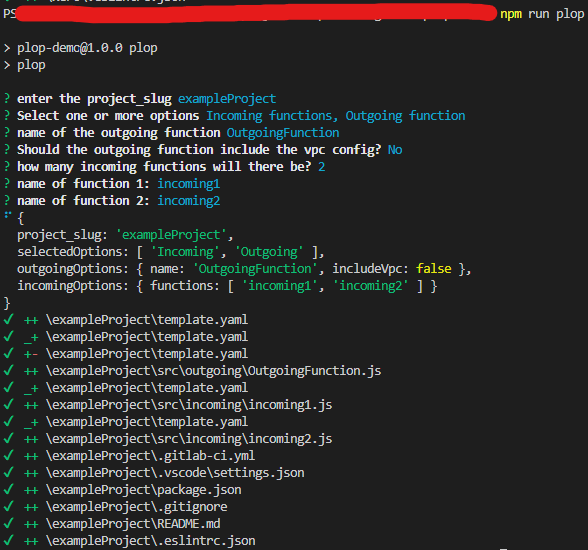 PS npm run plop
> plop-demc@1.0.0 plop
> plop
? enter the project_slug exampleProject
? Select one or more options Incoming functions, Outgoing function
? name of the outgoing function OutgoingFunction
? Should the outgoing function include the vpc config? No
? how many incoming functions will there be? 2
? name of function 1: incoming1
? name of function 2: incoming2
{
project_slug: 'exampleProject',
selectedOptions: [ 'Incoming', 'Outgoing' ],
outgoingOptions: { name: 'OutgoingFunction', includeVpc: false },
incomingOptions: { functions: [ 'incoming1', 'incoming2' ] }
}
✔ ++ \exampleProject\template.yaml
✔ _+ \exampleProject\template.yaml
✔ +- \exampleProject\template.yaml
✔ ++ \exampleProject\src\outgoing\OutgoingFunction.js
✔ _+ \exampleProject\template.yaml
✔ ++ \exampleProject\src\incoming\incoming1.js
✔ _+ \exampleProject\template.yaml
✔ ++ \exampleProject\src\incoming\incoming2.js
✔ ++ \exampleProject\.gitlab-ci.yml
✔ ++ \exampleProject\.vscode\settings.json
✔ ++ \exampleProject\package.json
✔ ++ \exampleProject\.gitignore
✔ ++ \exampleProject\README.md
✔ ++ \exampleProject\.eslintrc.json